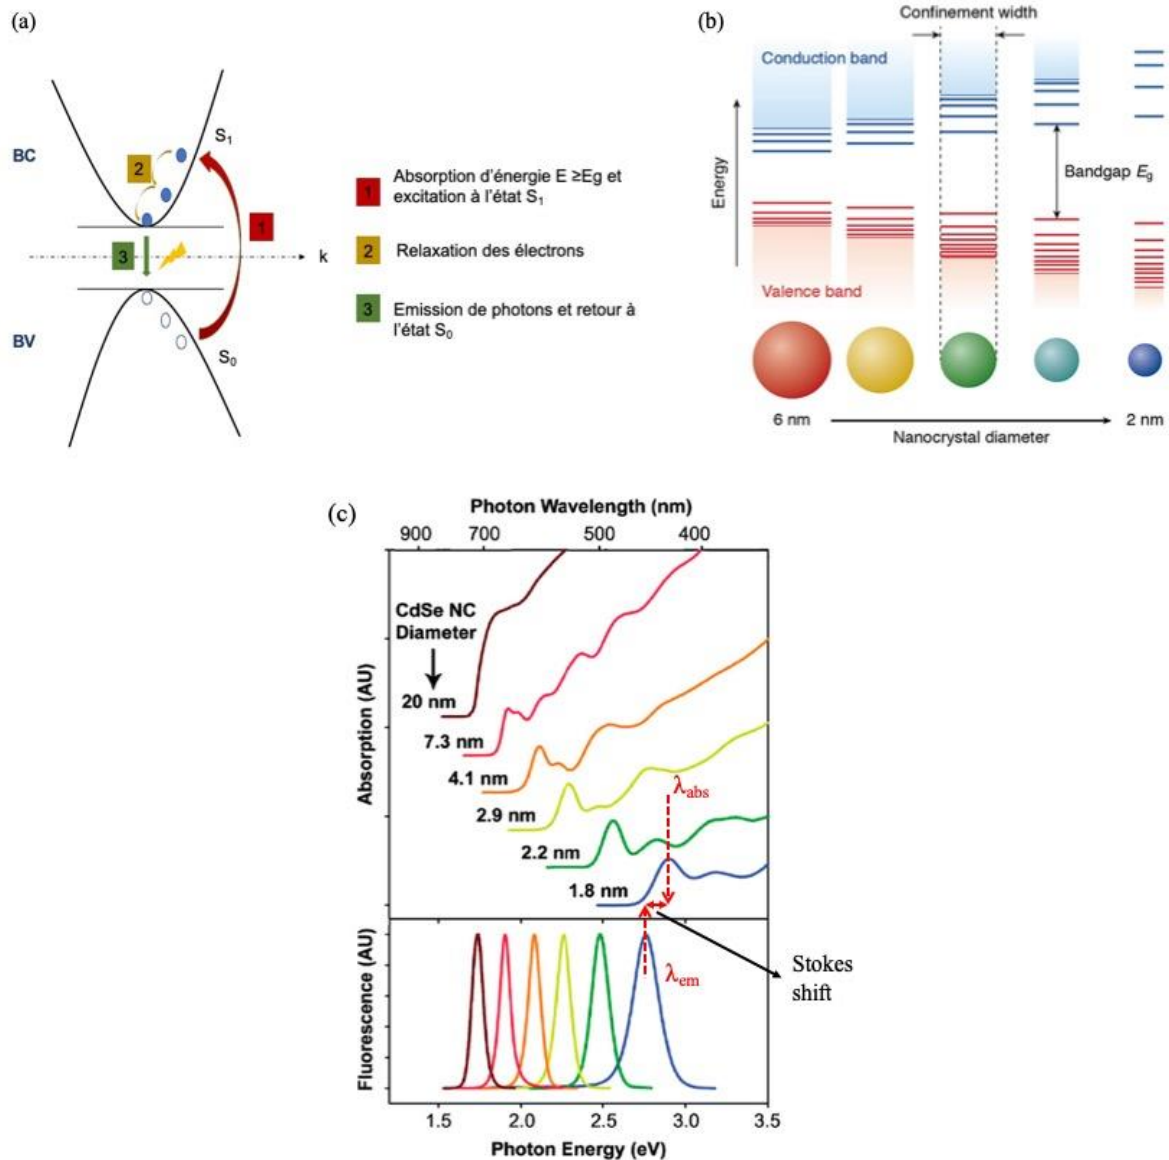 (a)
BC
S1
2
1
3
k
BV
S0
1 Absorption d'énergie E ≥Eg et
excitation à l'état S1
2 Relaxation des électrons
3 Emission de photons et retour à
l'état S0
(b)
Confinement width
Conduction band
Energy
Bandgap Eg
Valence band
6 nm
2 nm
Nanocrystal diameter
(c)
Photon Wavelength (nm)
900 700 500 400
CdSe NC
Diameter
Absorption (AU)
20 nm
7.3 nm
4.1 nm
2.9 nm
2.2 nm
1.8 nm
λabs
Fluorescence (AU)
λem
Stokes
shift
1.5 2.0 2.5 3.0 3.5
Photon Energy (eV)